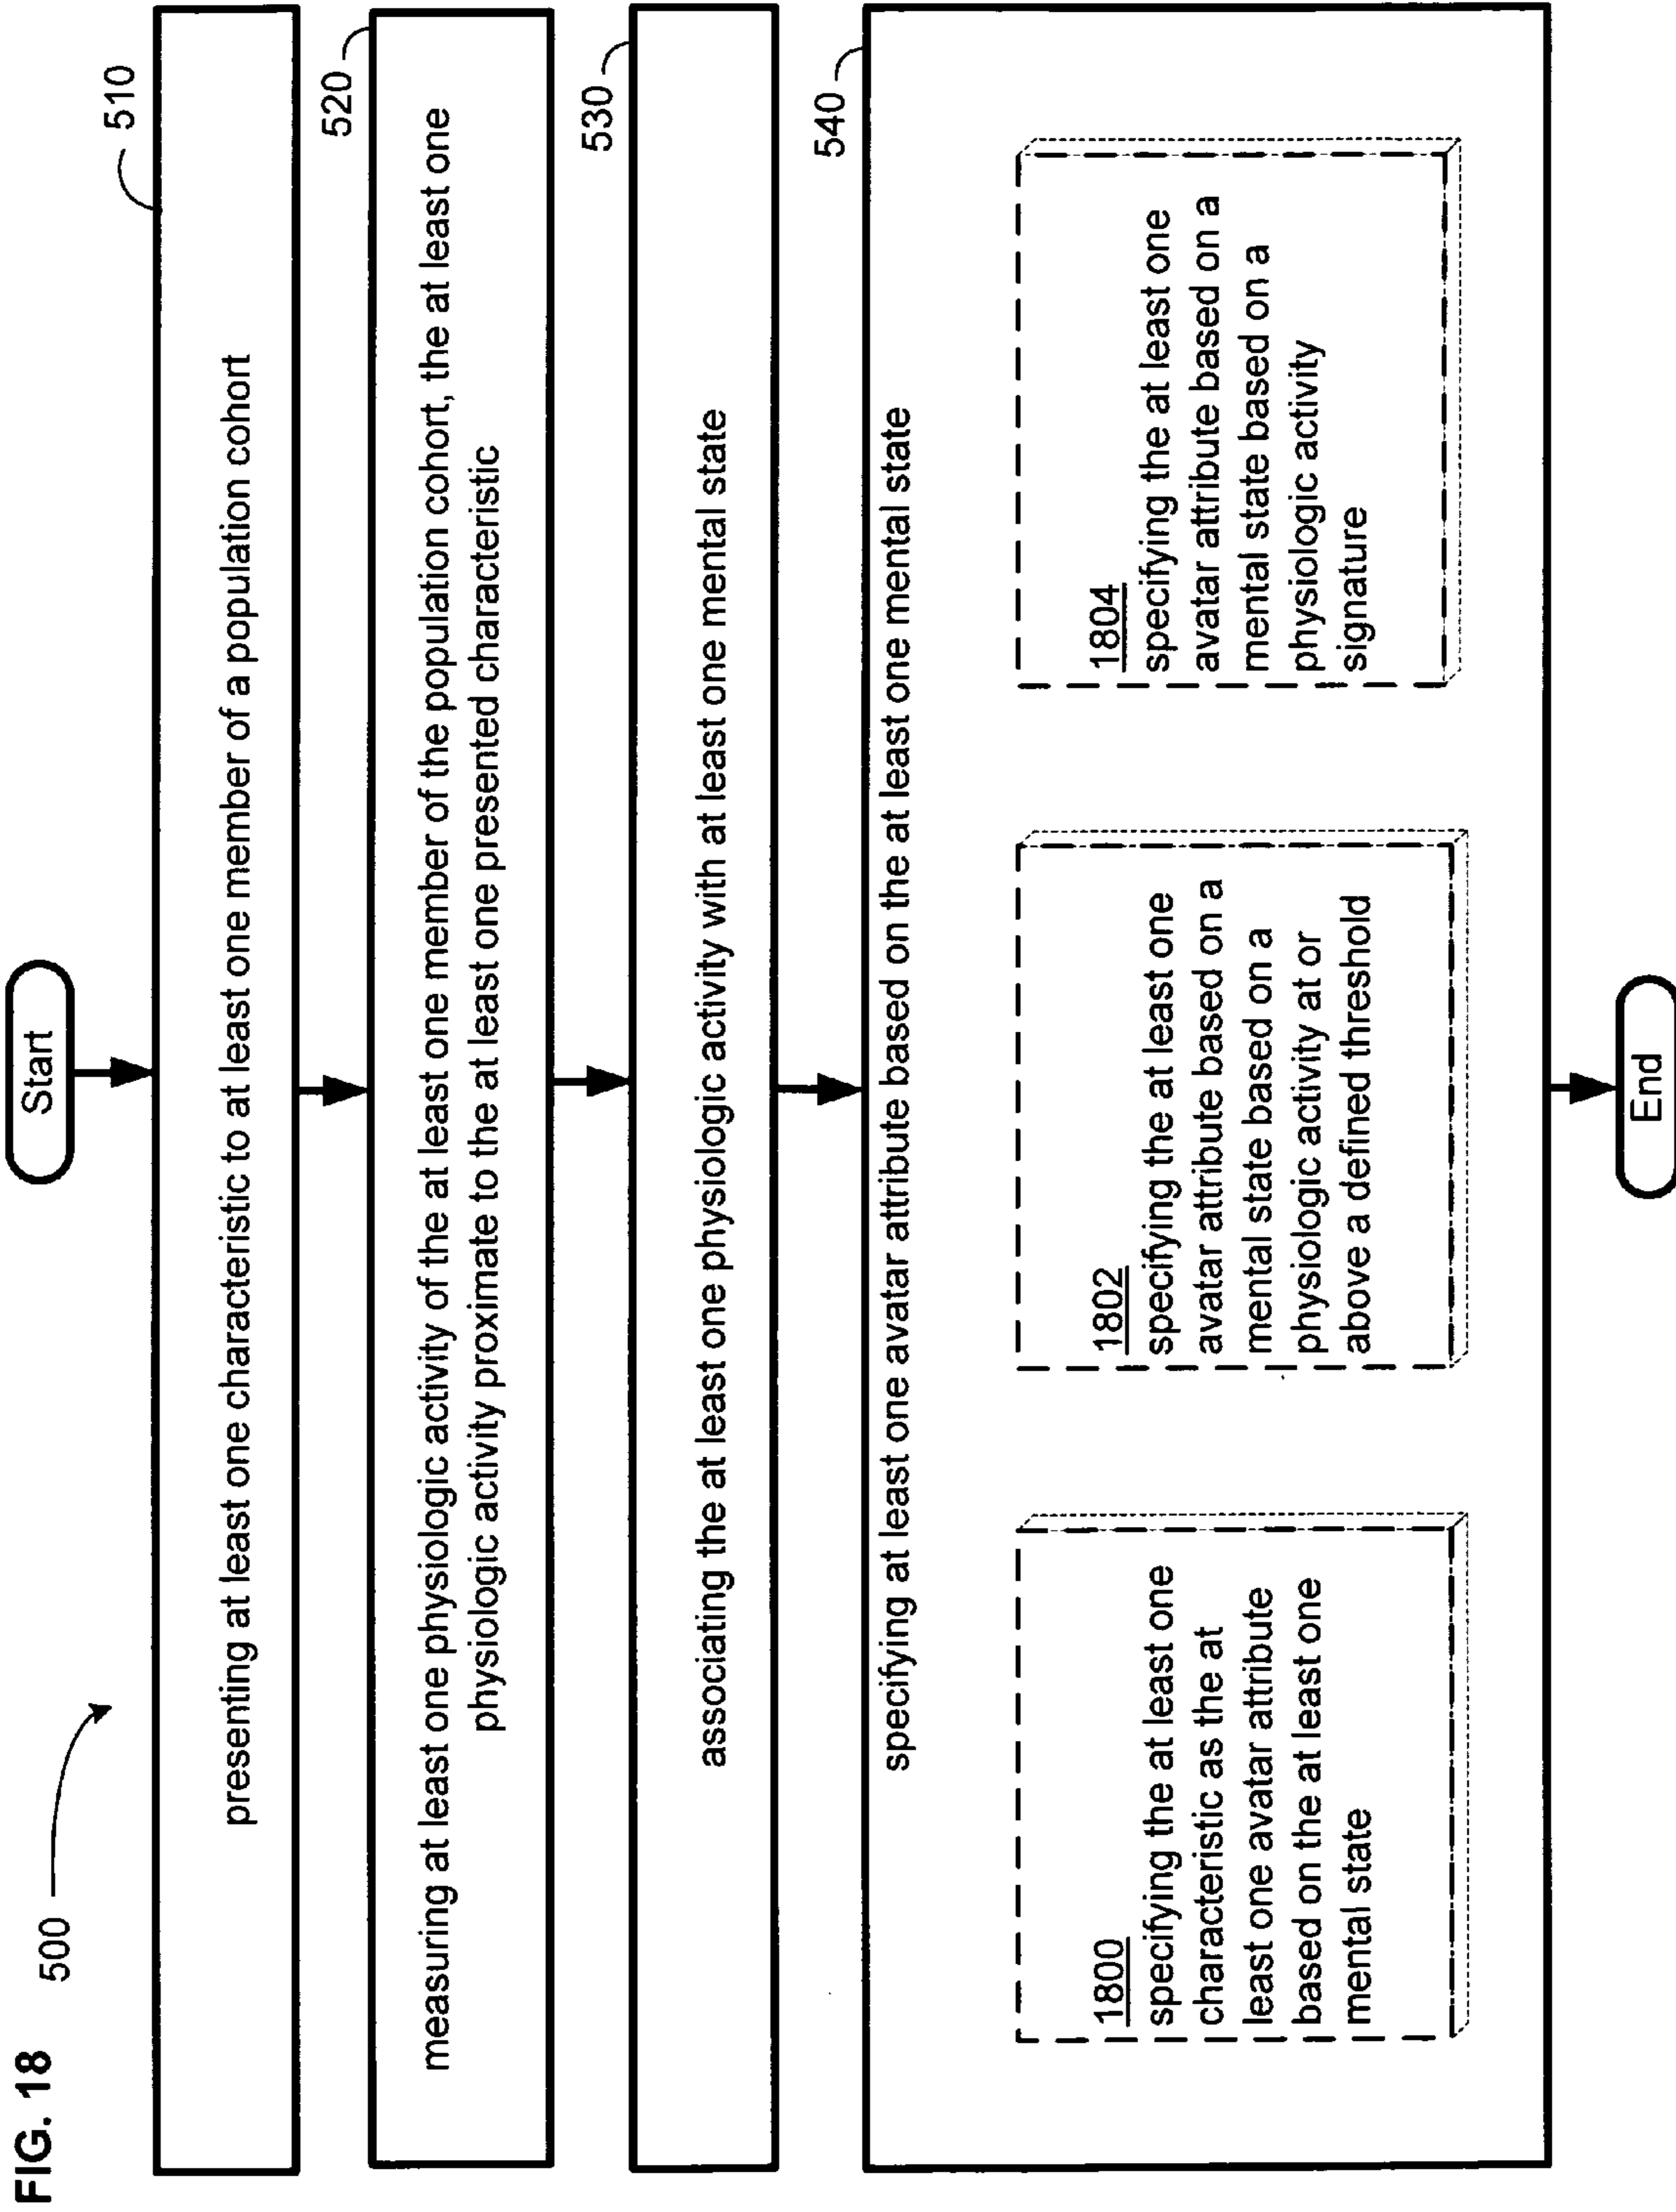 FIG. 18
500
Start
510
presenting at least one characteristic to at least one member of a population cohort
520
measuring at least one physiologic activity of the at least one member of the population cohort, the at least one
physiologic activity proximate to the at least one presented characteristic
530
associating the at least one physiologic activity with at least one mental state
540
specifying at least one avatar attribute based on the at least one mental state
1800
specifying the at least one
characteristic as the at
least one avatar attribute
based on the at least one
mental state
1802
specifying the at least one
avatar attribute based on a
mental state based on a
physiologic activity at or
above a defined threshold
1804
specifying the at least one
avatar attribute based on a
mental state based on a
physiologic activity
signature
End